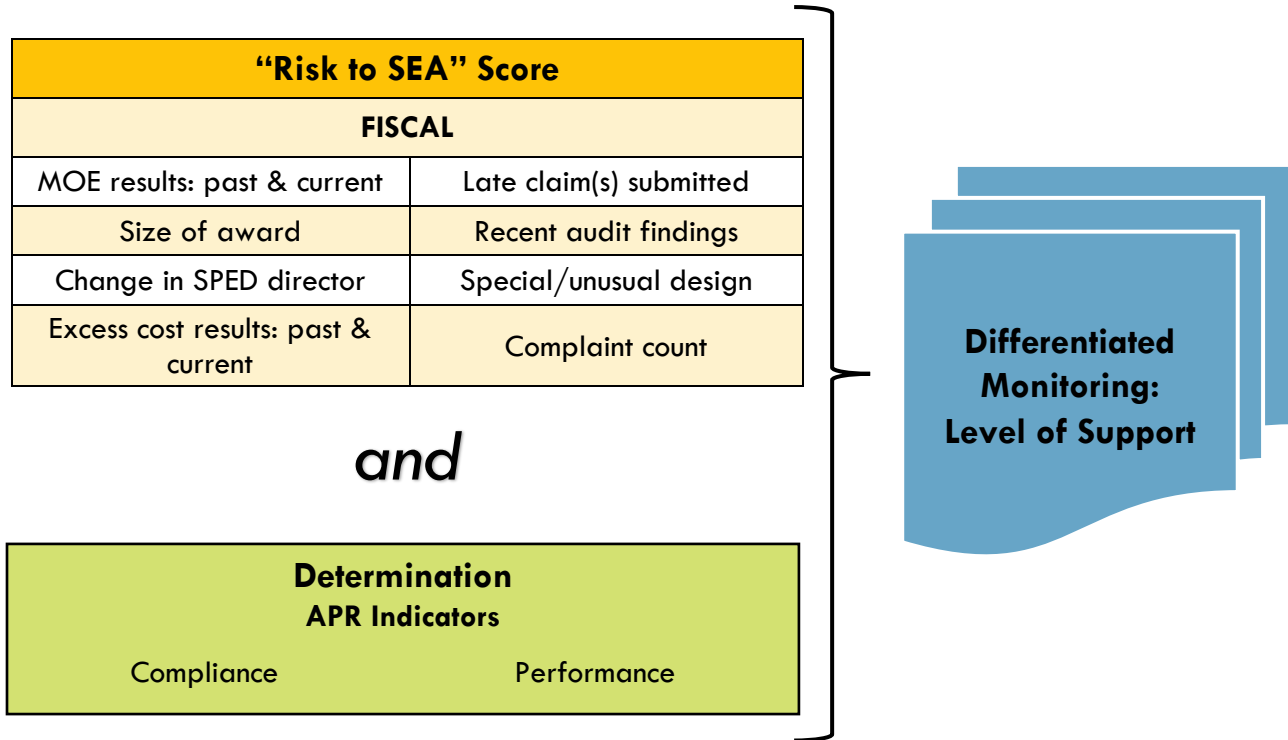 “Risk to SEA” Score
FISCAL
MOE results: past & current
Late claim(s) submitted
Size of award
Recent audit findings
Change in SPED director
Special/unusual design
Excess cost results: past &
current
Complaint count
and
Determination
APR Indicators
Compliance
Performance
Differentiated
Monitoring:
Level of Support